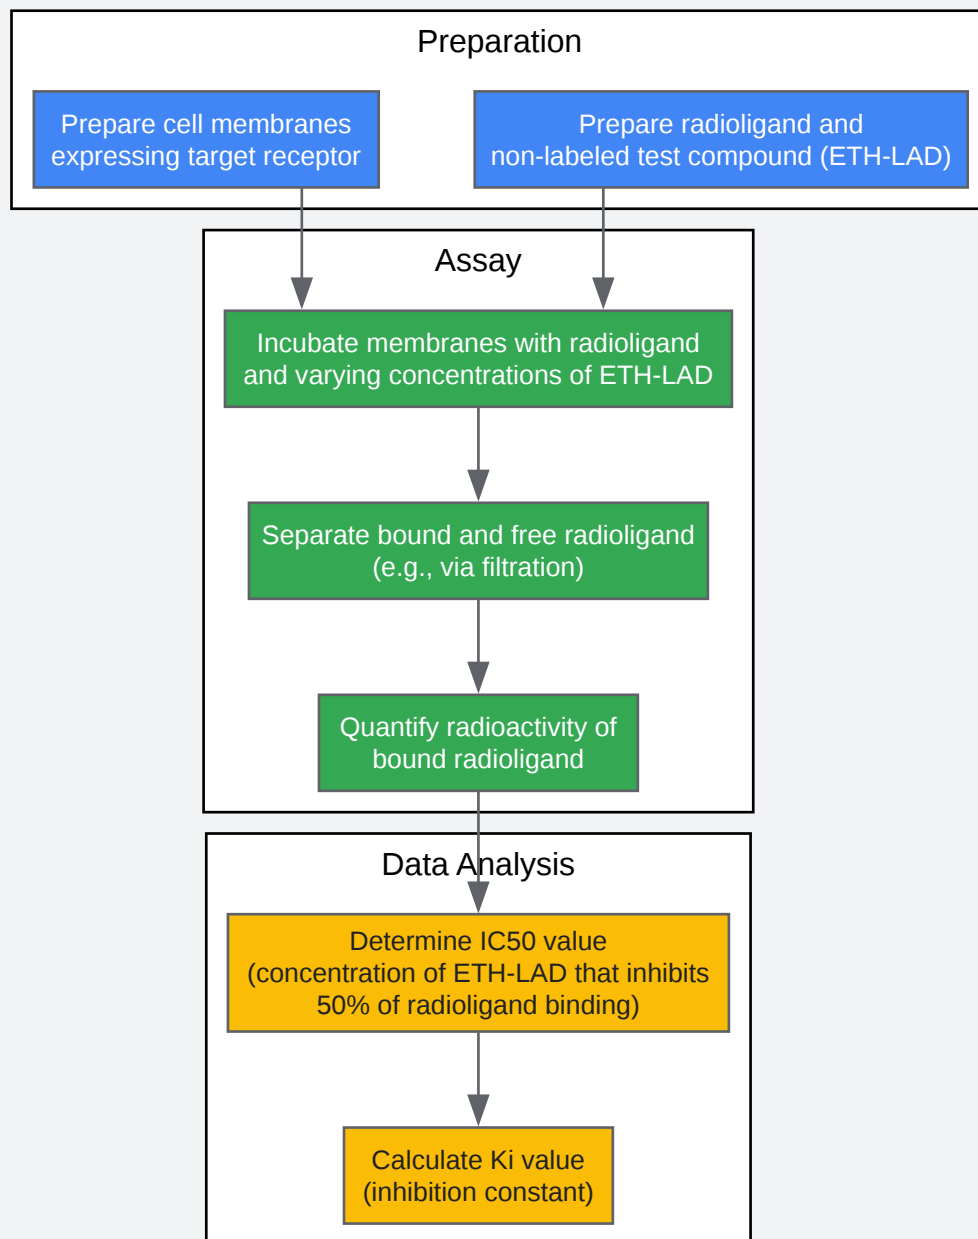 Preparation
Prepare cell membranes
expressing target receptor
Prepare radioligand and
non-labeled test compound (ETH-LAD)
Assay
Incubate membranes with radioligand
and varying concentrations of ETH-LAD
Separate bound and free radioligand
(e.g., via filtration)
Quantify radioactivity of
bound radioligand
Data Analysis
Determine IC50 value
(concentration of ETH-LAD that inhibits
50% of radioligand binding)
Calculate Ki value
(inhibition constant)